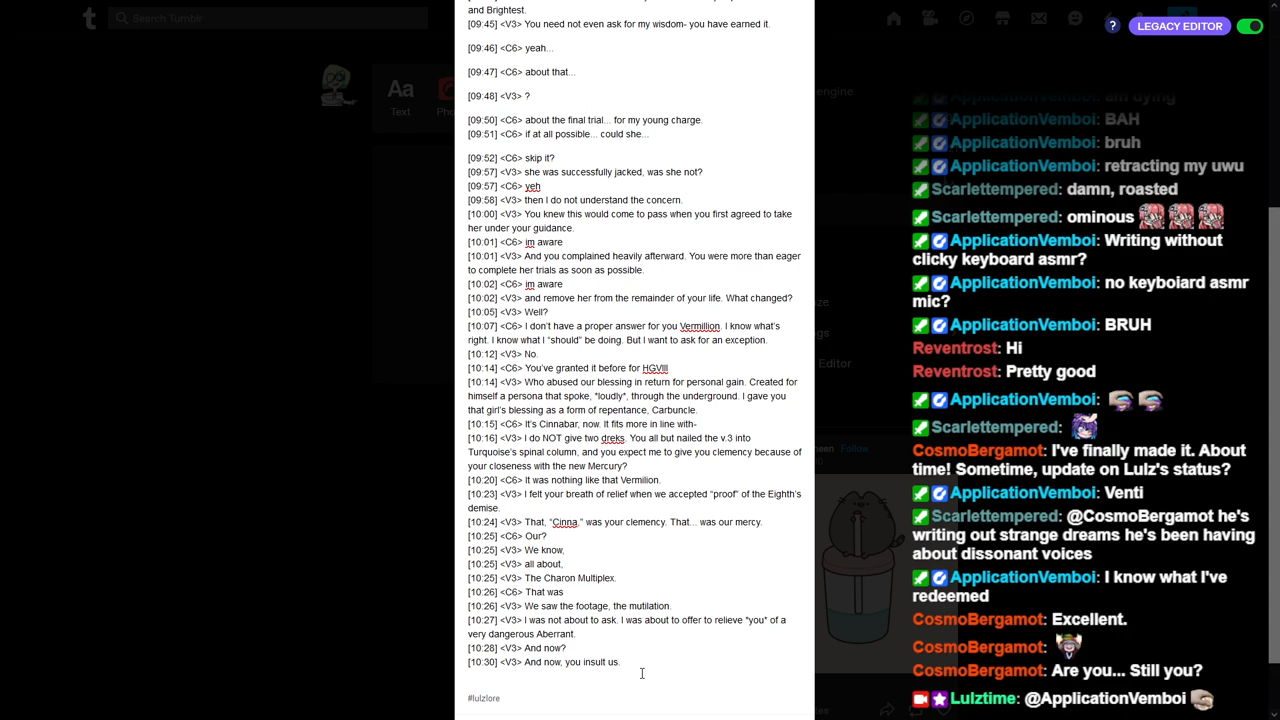 Search Tumblr
LEGACY EDITOR
and Brightest.
[09:45] <V3> You need not even ask for my wisdom- you have earned it.
[09:46] <C6> yeah...
[09:47] <C6> about that...
[09:48] <V3> ?
[09:50] <C6> about the final trial... for my young charge.
[09:51] <C6> if at all possible... could she...
[09:52] <C6> skip it?
[09:57] <V3> she was successfully jacked, was she not?
[09:57] <C6> yeh
[09:58] <V3> then I do not understand the concern.
[10:00] <V3> You knew this would come to pass when you first agreed to take
her under your guidance.
[10:01] <C6> im aware
[10:01] <V3> And you complained heavily afterward. You were more than eager
to complete her trials as soon as possible.
[10:02] <C6> im aware
[10:02] <V3> and remove her from the remainder of your life. What changed?
[10:05] <V3> Well?
[10:07] <C6> I don't have a proper answer for you Vermillion. I know what's
right. I know what I "should" be doing. But I want to ask for an exception.
[10:12] <V3> No.
[10:14] <C6> You've granted it before for HGVIII
[10:14] <V3> Who abused our blessing in return for personal gain. Created for
himself a persona that spoke, *loudly*, through the underground. I gave you
that girl's blessing as a form of repentance, Carbuncle.
[10:15] <C6> It's Cinnabar, now. It fits more in line with-
[10:16] <V3> I do NOT give two dreks. You all but nailed the v.3 into
Turquoise's spinal column, and you expect me to give you clemency because of
your closeness with the new Mercury?
[10:20] <C6> It was nothing like that Vermilion.
[10:23] <V3> I felt your breath of relief when we accepted "proof" of the Eighth's
demise.
[10:24] <V3> That, "Cinna," was your clemency. That... was our mercy.
[10:25] <C6> Our?
[10:25] <V3> We know,
[10:25] <V3> all about,
[10:25] <V3> The Charon Multiplex.
[10:26] <C6> That was
[10:26] <V3> We saw the footage, the mutilation.
[10:27] <V3> I was not about to ask. I was about to offer to relieve *you* of a
very dangerous Aberrant.
[10:28] <V3> And now?
[10:30] <V3> And now, you insult us.
#lulzlore
Aa
Text
engine
Editor
Follow
am dying
ApplicationVemboi: BAH
ApplicationVemboi: bruh
ApplicationVemboi: retracting my uwu
Scarlettempered: damn, roasted
Scarlettempered: ominous
ApplicationVemboi: Writing without
clicky keyboard asmr?
ApplicationVemboi: no keyboiard asmr
mic?
ApplicationVemboi: BRUH
Reventrost: Hi
Reventrost: Pretty good
ApplicationVemboi:
Scarlettempered:
CosmoBergamot: I've finally made it. About
time! Sometime, update on Lulz's status?
ApplicationVemboi: Venti
Scarlettempered: @CosmoBergamot he's
writing out strange dreams he's been having
about dissonant voices
ApplicationVemboi: I know what I've
redeemed
CosmoBergamot: Excellent.
CosmoBergamot:
CosmoBergamot: Are you... Still you?
Lulztime: @ApplicationVemboi